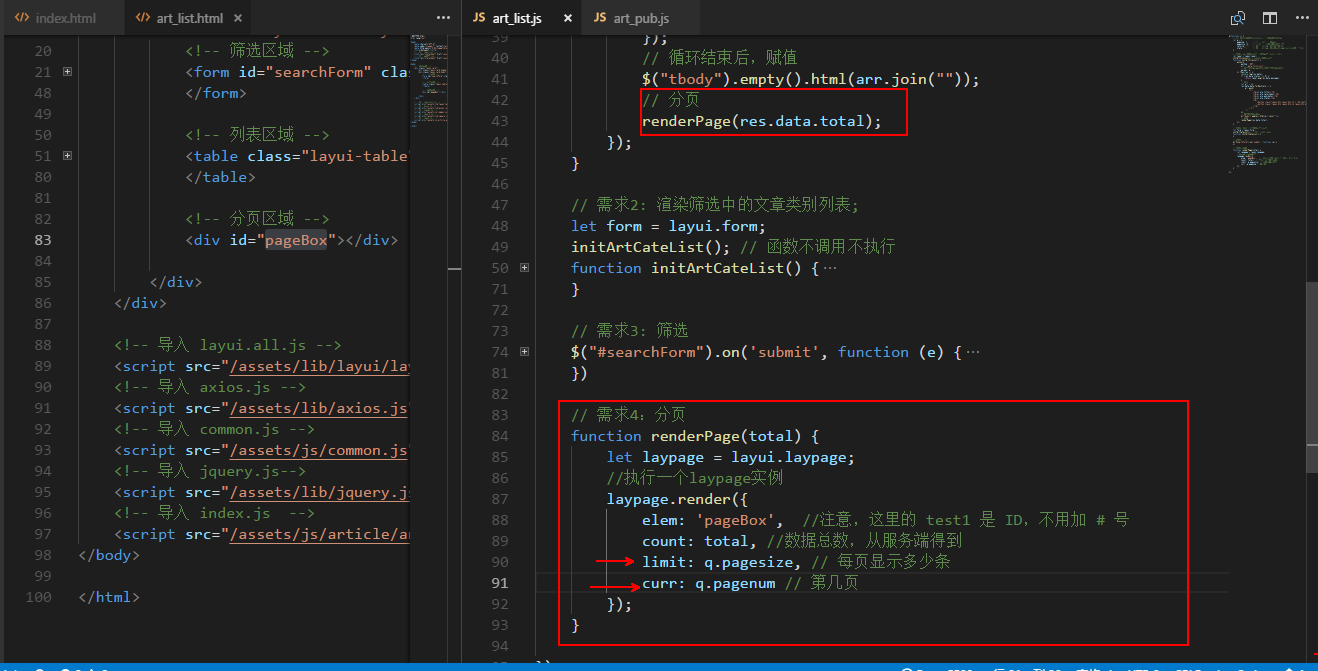 index.html
art_list.html ×
...
20 <!-- 筛选区域 -->
21 <form id="searchForm" clas
48 </form>
49
50 <!-- 列表区域 -->
51 <table class="layui-table"
80 </table>
81
82 <!-- 分页区域 -->
83 <div id="pageBox"></div>
84
85 </div>
86 </div>
87
88 <!-- 导入 layui.all.js -->
89 <script src="/assets/lib/layui/lay
90 <!-- 导入 axios.js -->
91 <script src="/assets/lib/axios.js"
92 <!-- 导入 common.js -->
93 <script src="/assets/js/common.js"
94 <!-- 导入 jquery.js-->
95 <script src="/assets/lib/jquery.js
96 <!-- 导入 index.js  -->
97 <script src="/assets/js/article/ar
98 </body>
99
100 </html>
JS art_list.js ×
JS art_pub.js
...
39 });
40 // 循环结束后，赋值
41 $("tbody").empty().html(arr.join(""));
42 // 分页
43 renderPage(res.data.total);
44 });
45 }
46
47 // 需求2: 渲染筛选中的文章类别列表;
48 let form = layui.form;
49 initArtCateList(); // 函数不调用不执行
50 function initArtCateList() {...
71 }
72
73 // 需求3: 筛选
74 $("#searchForm").on('submit', function (e) {...
81 })
82
83 // 需求4: 分页
84 function renderPage(total) {
85 let laypage = layui.laypage;
86 //执行一个laypage实例
87 laypage.render({
88 elem: 'pageBox',  //注意，这里的 test1 是 ID，不用加 # 号
89 count: total, //数据总数，从服务端得到
90 limit: q.pagesize, // 每页显示多少条
91 curr: q.pagenum // 第几页
92 });
93 }
94